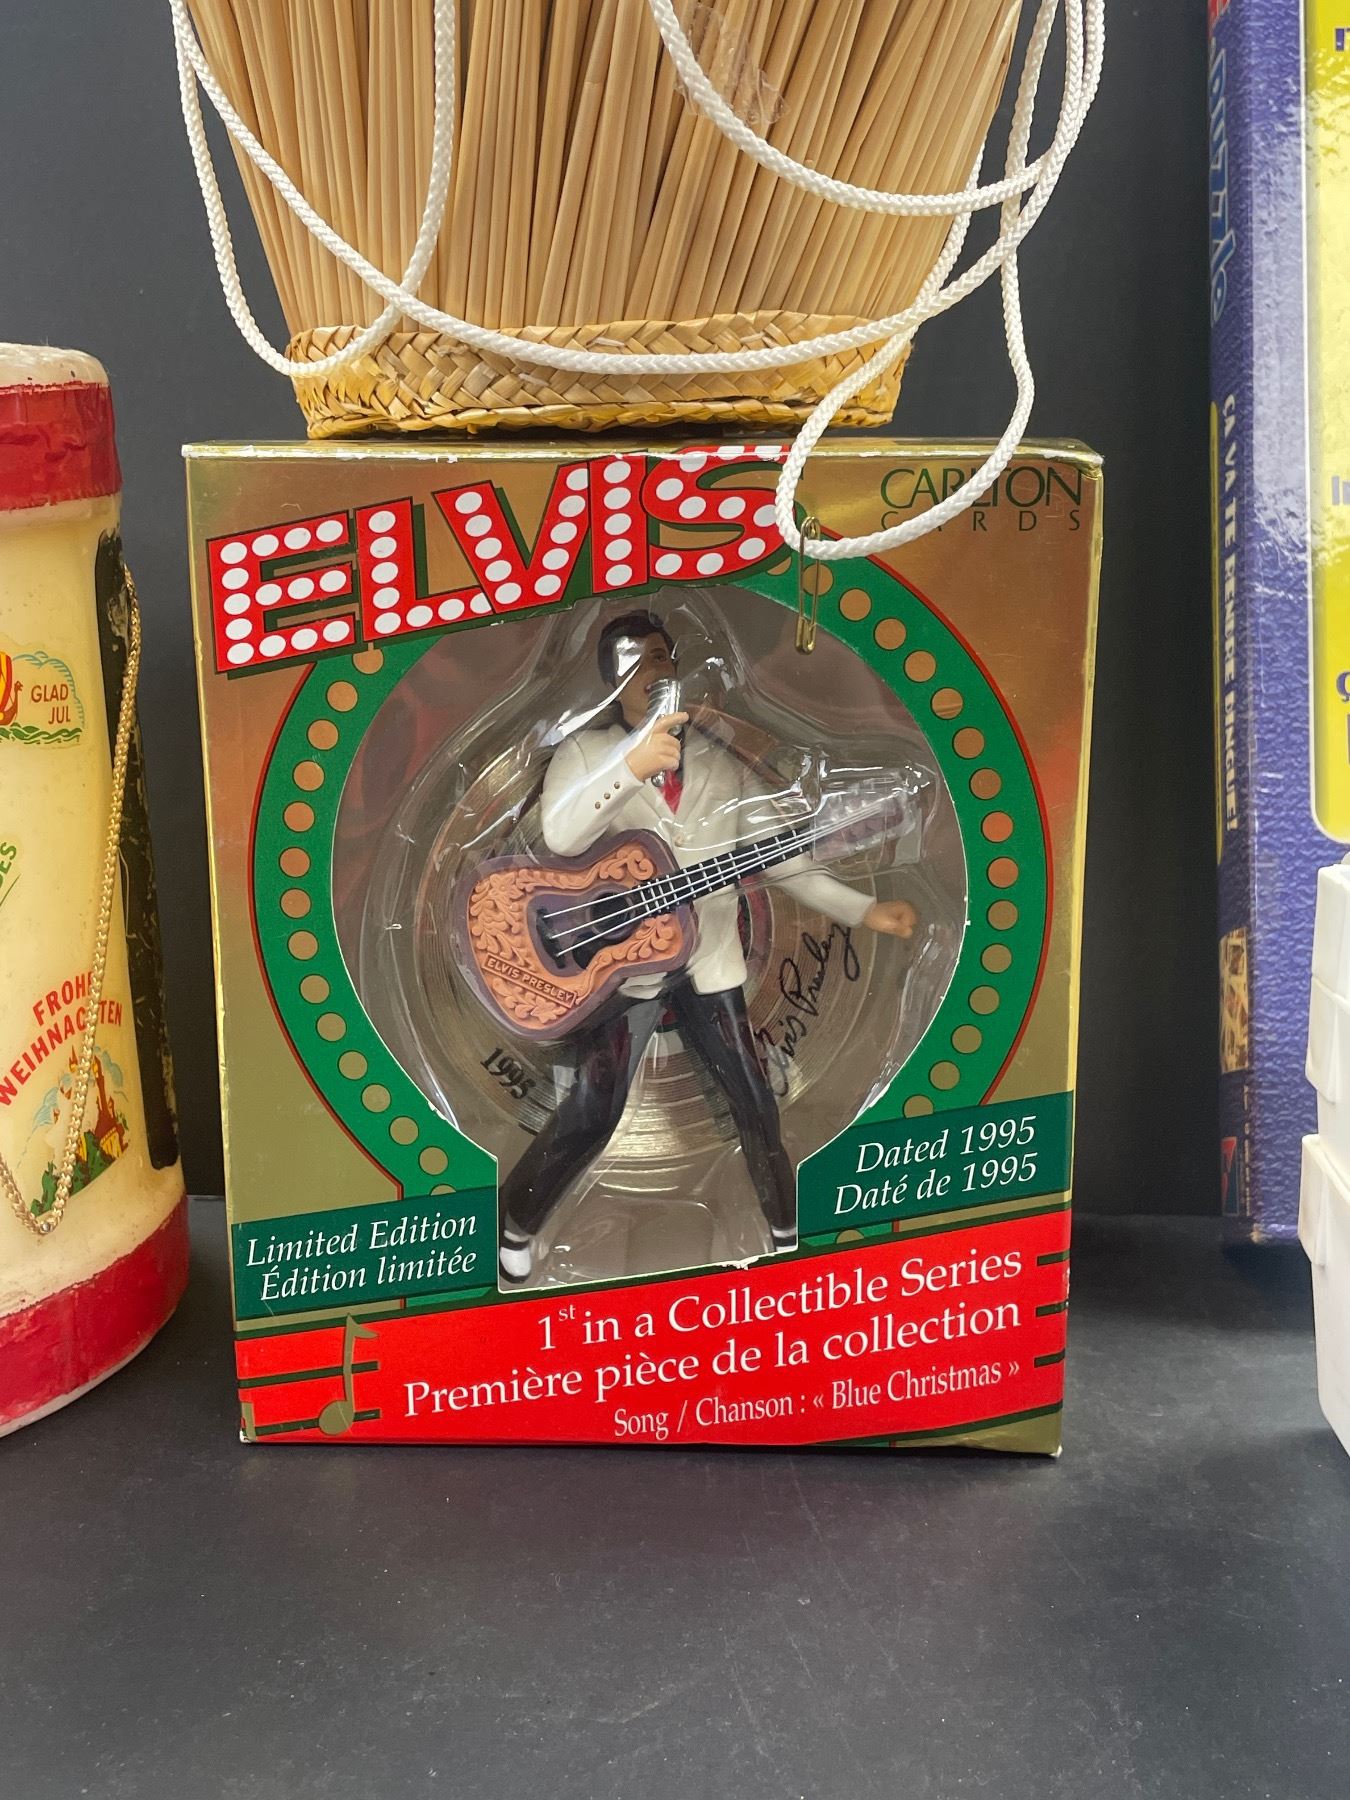 ELVIS
CARLTON
CARDS
ELVIS PRESLEY
1995
Elvis Presley
Dated 1995
Daté de 1995
Limited Edition
Édition limitée
1st in a Collectible Series
Première pièce de la collection
Song / Chanson : « Blue Christmas »
GLAD
JUL
WEIHNACHTEN
Puzzle